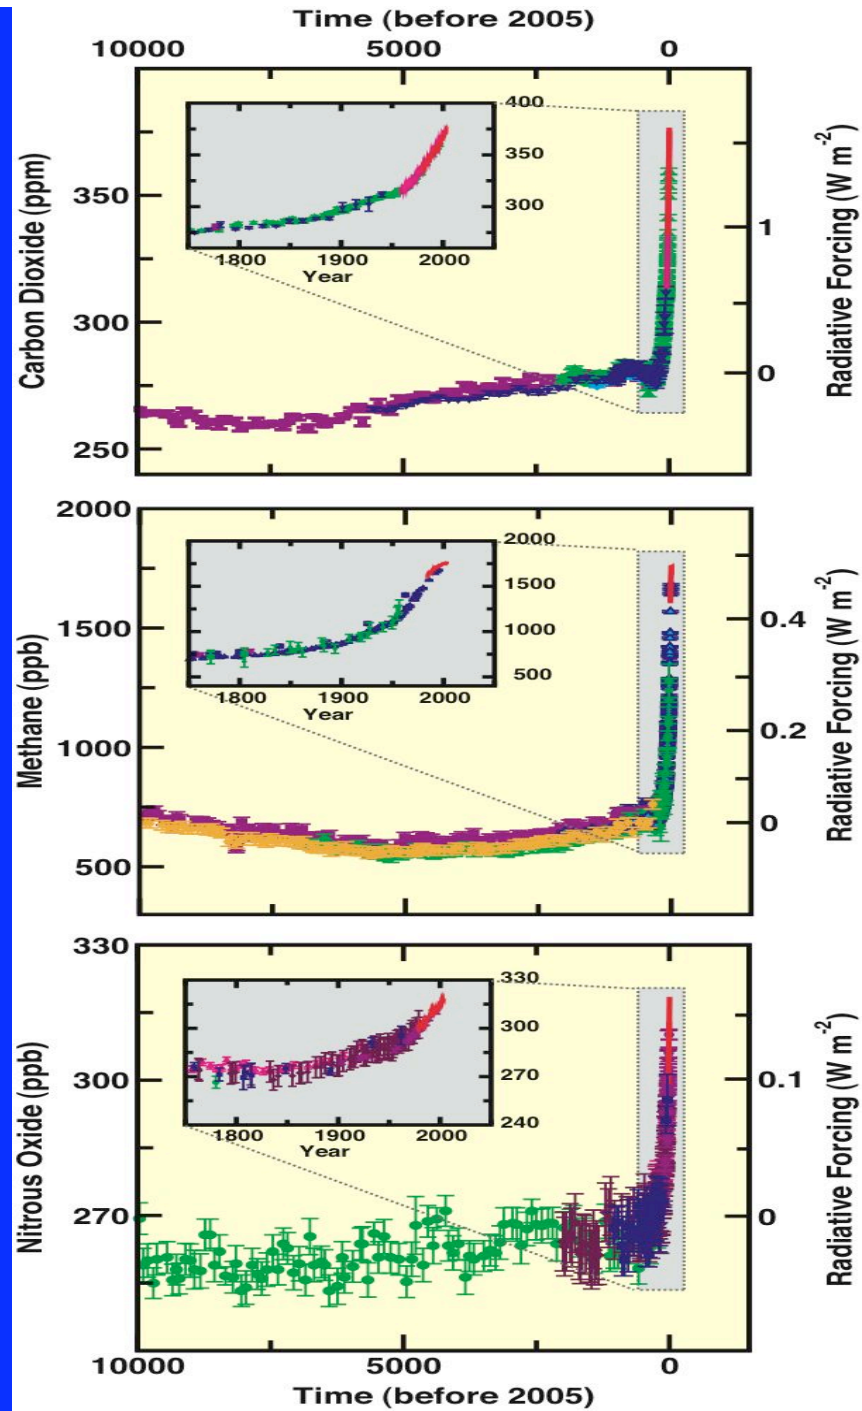 Time (before 2005)
10000 5000 0
Carbon Dioxide (ppm)
350
300
250
400
350
300
1800 1900 2000
Year
1
0
Radiative Forcing (W m-2)
Methane (ppb)
2000
1500
1000
500
2000
1500
1000
500
1800 1900 2000
Year
0.4
0.2
0
Radiative Forcing (W m-2)
Nitrous Oxide (ppb)
330
300
270
330
300
270
240
1800 1900 2000
Year
0.1
0
Radiative Forcing (W m-2)
10000 5000 0
Time (before 2005)